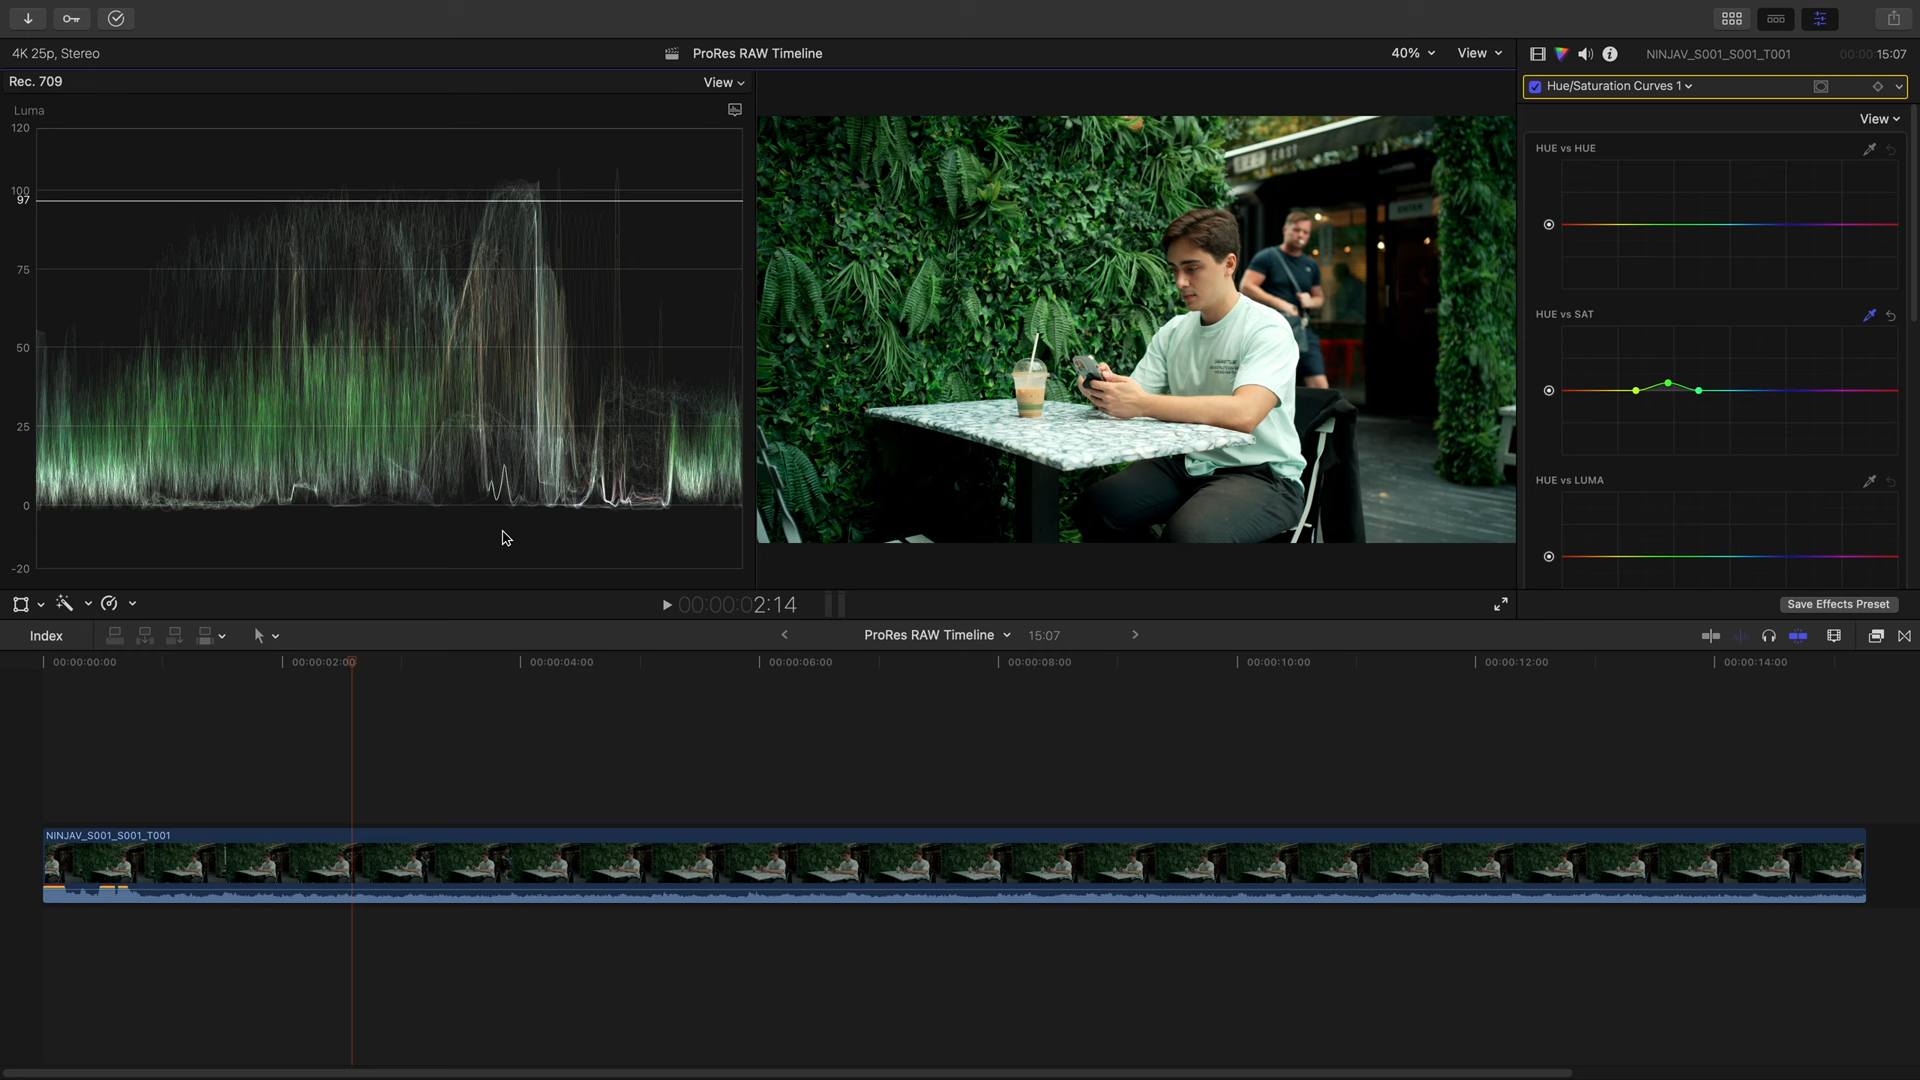 4K 25p, Stereo
ProRes RAW Timeline
40%
View
NINJAV_S001_S001_T001
00:00:15:07
Rec. 709
View
Hue/Saturation Curves 1
Luma
View
120
100
97
75
50
25
0
-20
HUE vs HUE
HUE vs SAT
HUE vs LUMA
EAST
ENTER
00:00:02:14
Save Effects Preset
Index
ProRes RAW Timeline
15:07
00:00:00:00
00:00:02:00
00:00:04:00
00:00:06:00
00:00:08:00
00:00:10:00
00:00:12:00
00:00:14:00
NINJAV_S001_S001_T001